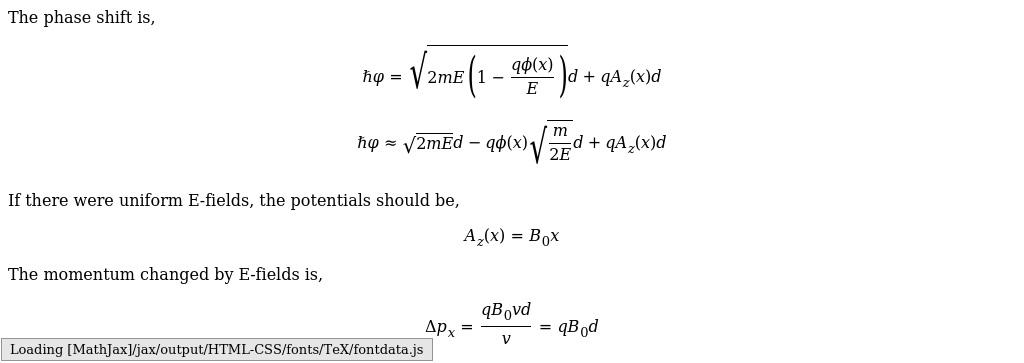 The phase shift is,
ħφ = √(2mE(1 − qϕ(x)/E))d + qA_z(x)d
ħφ ≈ √(2mE)d − qϕ(x)√(m/2E)d + qA_z(x)d
If there were uniform E-fields, the potentials should be,
A_z(x) = B_0x
The momentum changed by E-fields is,
Δp_x = qB_0vd/v = qB_0d
Loading [MathJax]/jax/output/HTML-CSS/fonts/TeX/fontdata.js